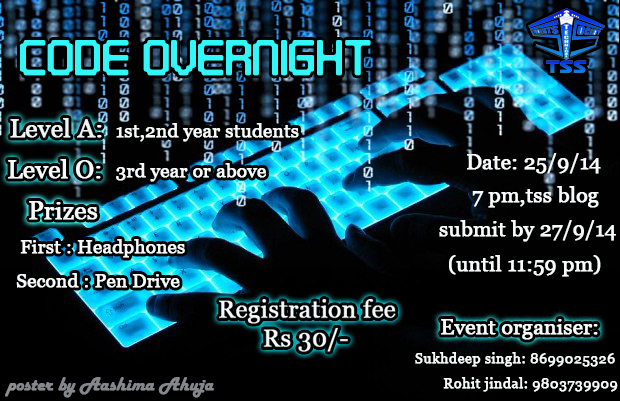 CODE OVERNIGHT
TSS
Level A: 1st,2nd year students
Level O: 3rd year or above
Prizes
First : Headphones
Second : Pen Drive
Date: 25/9/14
7 pm,tss blog
submit by 27/9/14
(until 11:59 pm)
Registration fee
Rs 30/-
Event organiser:
Sukhdeep singh: 8699025326
Rohit jindal: 9803739909
poster by Aashima Ahuja